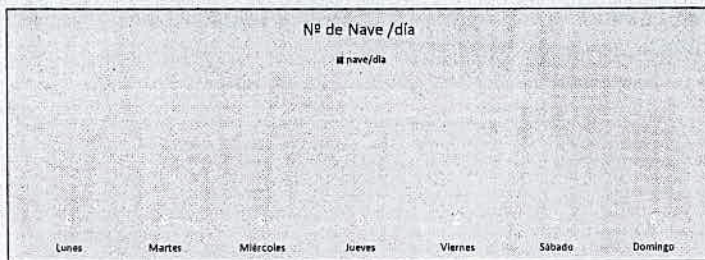 Nº de Nave /día
nave/día
Lunes Martes Miércoles Jueves Viernes Sábado Domingo